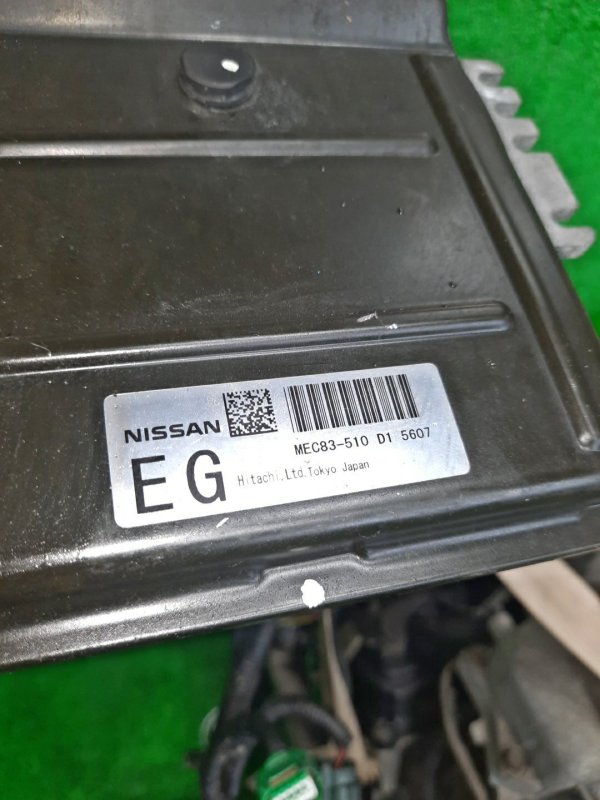 NISSAN
MEC83-510 D1 5607
EG
Hitachi,Ltd.Tokyo Japan